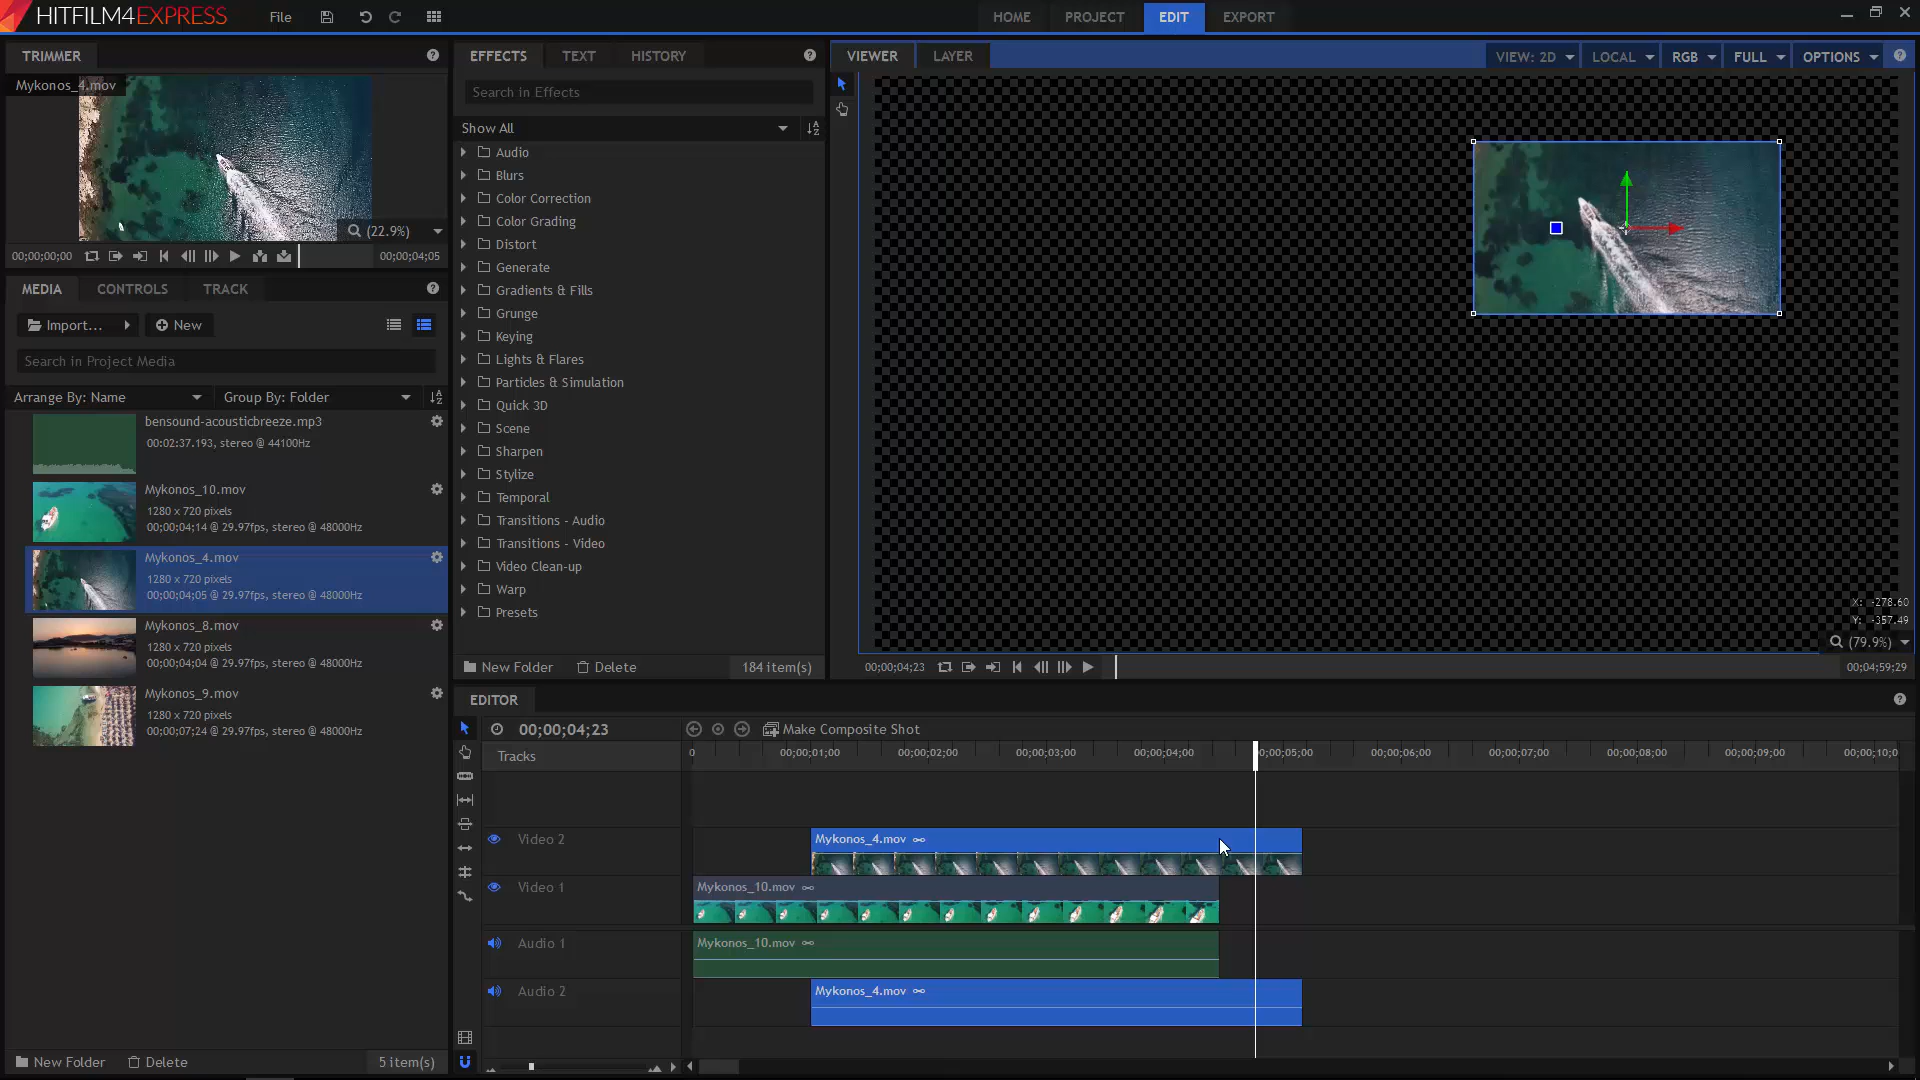 HITFILM4EXPRESS File HOME PROJECT EDIT EXPORT
TRIMMER
Mykonos_4.mov
(22.9%)
00;00;00;00 00;00;04;05
MEDIA CONTROLS TRACK
Import... New
Search in Project Media
Arrange By: Name Group By: Folder
bensound-acousticbreeze.mp3
00:02:37.193, stereo @ 44100Hz
Mykonos_10.mov
1280 x 720 pixels
00;00;04;14 @ 29.97fps, stereo @ 48000Hz
Mykonos_4.mov
1280 x 720 pixels
00;00;04;05 @ 29.97fps, stereo @ 48000Hz
Mykonos_8.mov
1280 x 720 pixels
00;00;04;04 @ 29.97fps, stereo @ 48000Hz
Mykonos_9.mov
1280 x 720 pixels
00;00;07;24 @ 29.97fps, stereo @ 48000Hz
New Folder Delete 5 item(s)
EFFECTS TEXT HISTORY
Search in Effects
Show All
Audio
Blurs
Color Correction
Color Grading
Distort
Generate
Gradients & Fills
Grunge
Keying
Lights & Flares
Particles & Simulation
Quick 3D
Scene
Sharpen
Stylize
Temporal
Transitions - Audio
Transitions - Video
Video Clean-up
Warp
Presets
New Folder Delete 184 item(s)
VIEWER LAYER VIEW: 2D LOCAL RGB FULL OPTIONS
X: -278.60
Y: -357.49
(79.9%)
00;00;04;23 00;04;59;29
EDITOR
00;00;04;23 Make Composite Shot
Tracks 0 00;00;01;00 00;00;02;00 00;00;03;00 00;00;04;00 00;00;05;00 00;00;06;00 00;00;07;00 00;00;08;00 00;00;09;00 00;00;10;0
Video 2 Mykonos_4.mov
Video 1 Mykonos_10.mov
Audio 1 Mykonos_10.mov
Audio 2 Mykonos_4.mov